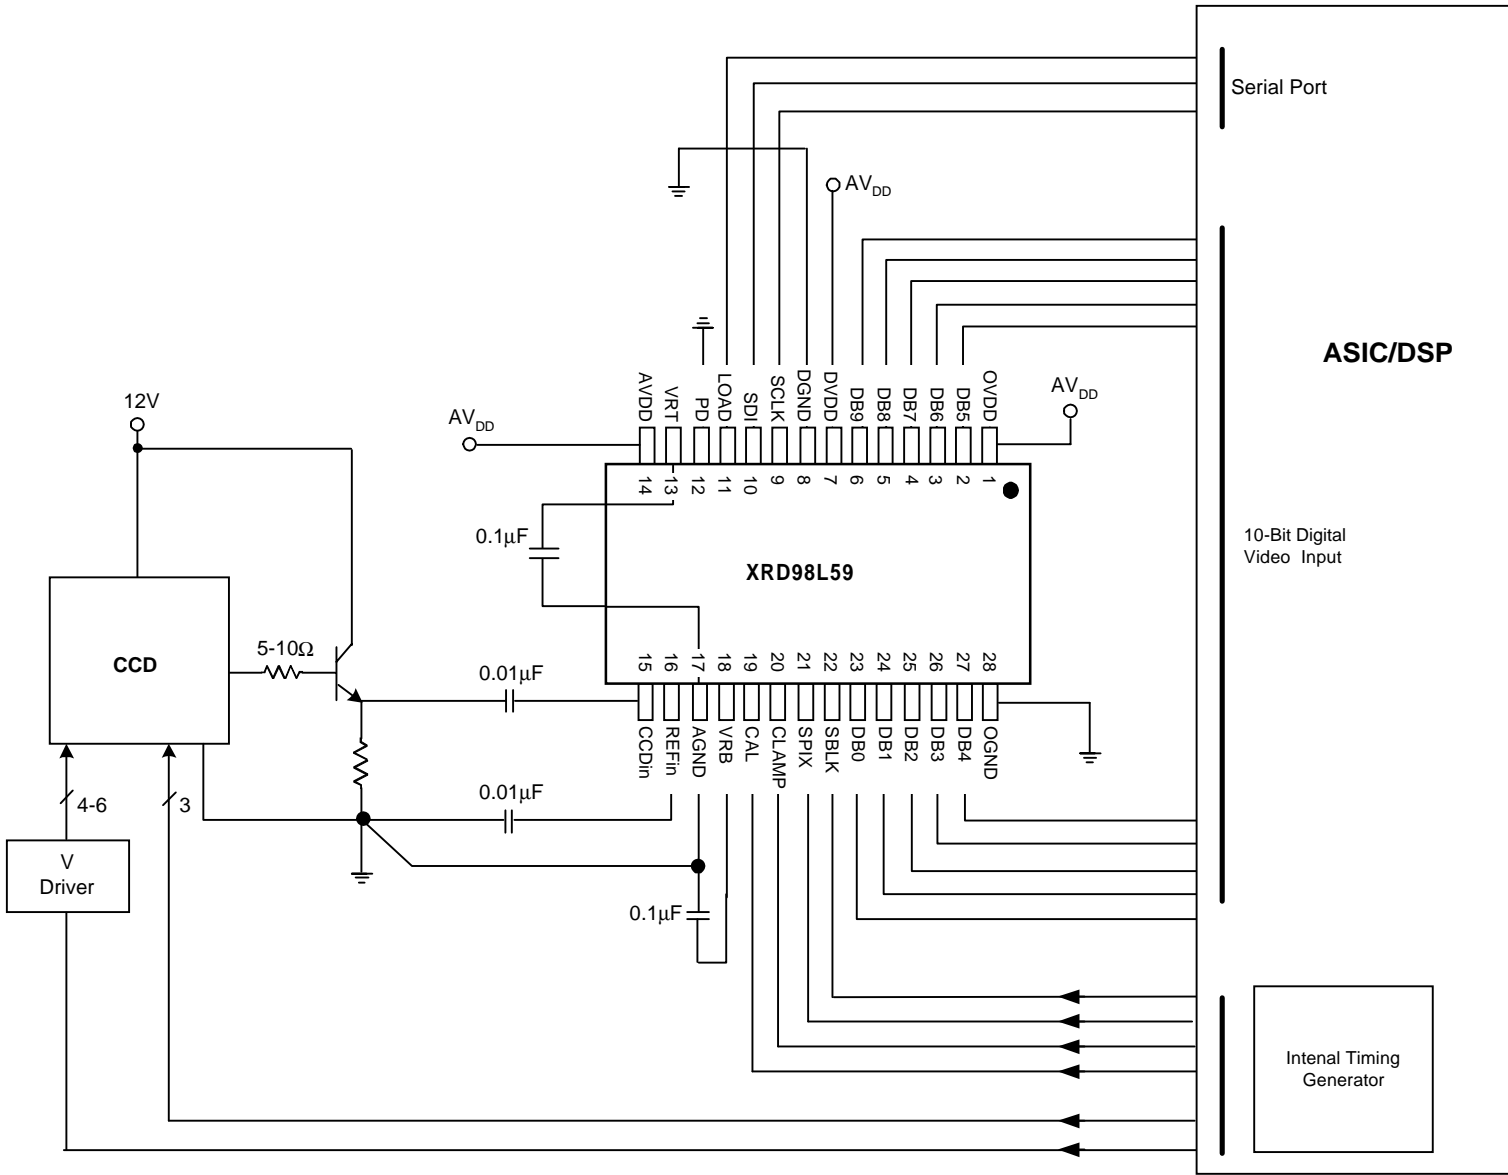 Serial Port
AVDD
ASIC/DSP
12V
AVDD
AVDD VRT PD LOAD SDI SCLK DGND DVDD DB9 DB8 DB7 DB6 DB5 OVDD
AVDD
14 13 12 11 10 9 8 7 6 5 4 3 2 1
0.1µF
10-Bit Digital
Video Input
XRD98L59
CCD
5-10Ω
0.01µF
15 16 17 18 19 20 21 22 23 24 25 26 27 28
CCDin REFin AGND VRB CAL CLAMP SPIX SBLK DB0 DB1 DB2 DB3 DB4 OGND
4-6
3
0.01µF
V
Driver
0.1µF
Intenal Timing
Generator